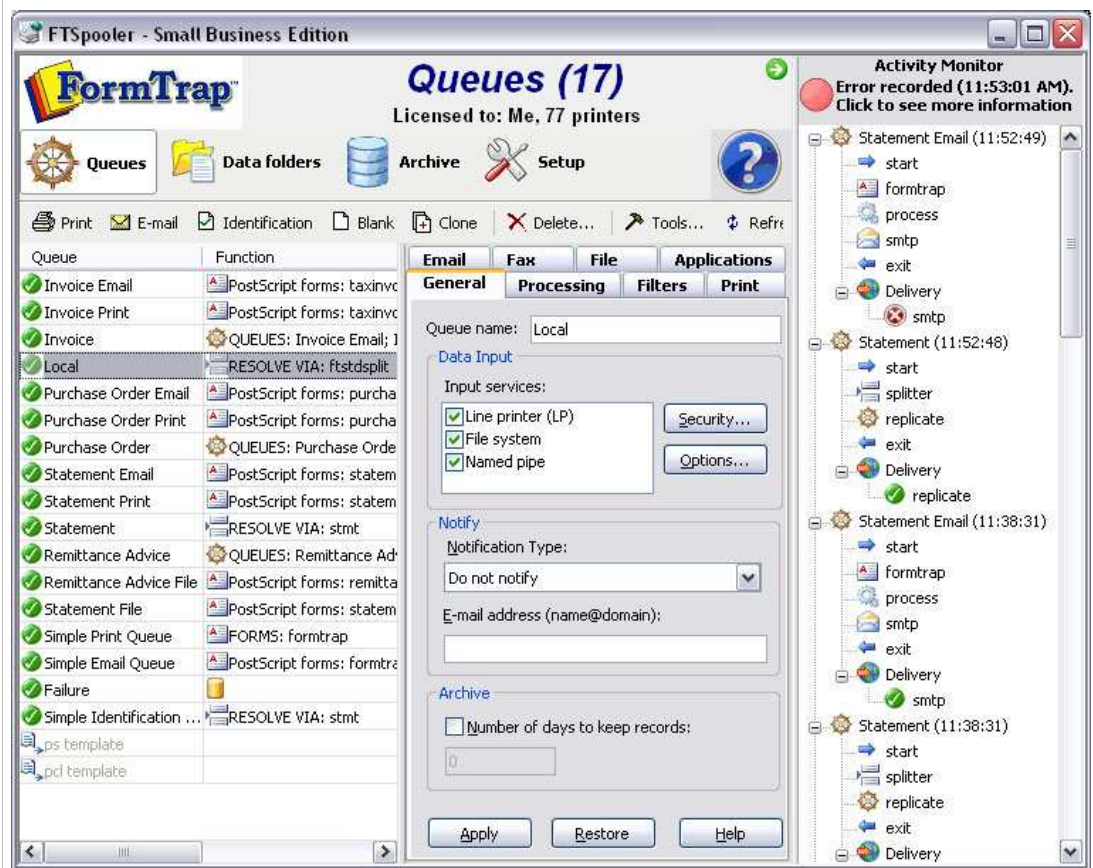 FTSpooler - Small Business Edition
FormTrap™
Queues (17)
Licensed to: Me, 77 printers
Queues
Data folders
Archive
Setup
Print
E-mail
Identification
Blank
Clone
Delete...
Tools...
Refre
Queue Function
Invoice Email PostScript forms: taxinvo
Invoice Print PostScript forms: taxinvo
Invoice QUEUES: Invoice Email; I
Local RESOLVE VIA: ftstdsplit
Purchase Order Email PostScript forms: purcha
Purchase Order Print PostScript forms: purcha
Purchase Order QUEUES: Purchase Orde
Statement Email PostScript forms: statem
Statement Print PostScript forms: statem
Statement RESOLVE VIA: stmt
Remittance Advice QUEUES: Remittance Ad
Remittance Advice File PostScript forms: remitta
Statement File PostScript forms: statem
Simple Print Queue FORMS: formtrap
Simple Email Queue PostScript forms: formtra
Failure
Simple Identification ... RESOLVE VIA: stmt
ps template
pcl template
Email Fax File Applications
General Processing Filters Print
Queue name: Local
Data Input
Input services:
Line printer (LP)
File system
Named pipe
Security...
Options...
Notify
Notification Type:
Do not notify
E-mail address (name@domain):
Archive
Number of days to keep records:
0
Apply Restore Help
Activity Monitor
Error recorded (11:53:01 AM).
Click to see more information
Statement Email (11:52:49)
start
formtrap
process
smtp
exit
Delivery
smtp
Statement (11:52:48)
start
splitter
replicate
exit
Delivery
replicate
Statement Email (11:38:31)
start
formtrap
process
smtp
exit
Delivery
smtp
Statement (11:38:31)
start
splitter
replicate
exit
Delivery